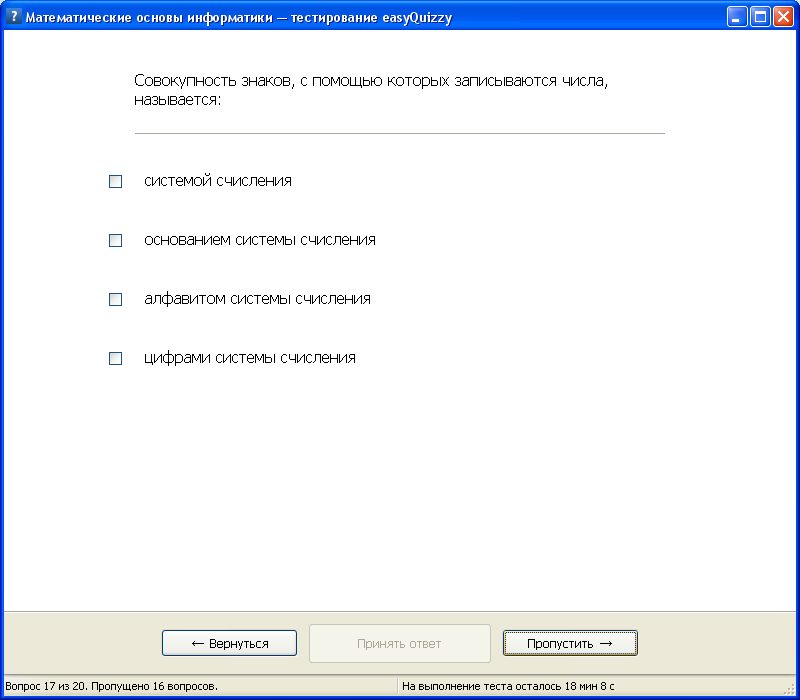 Математические основы информатики — тестирование easyQuizzy
Совокупность знаков, с помощью которых записываются числа,
называется:
системой счисления
основанием системы счисления
алфавитом системы счисления
цифрами системы счисления
← Вернуться
Принять ответ
Пропустить →
Вопрос 17 из 20. Пропущено 16 вопросов.
На выполнение теста осталось 18 мин 8 с